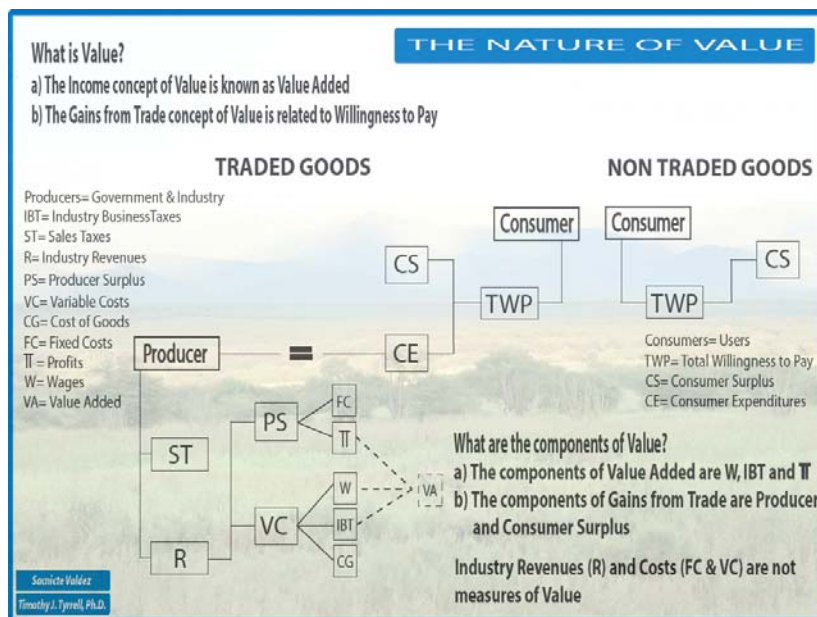 THE NATURE OF VALUE
What is Value?
a) The Income concept of Value is known as Value Added
b) The Gains from Trade concept of Value is related to Willingness to Pay
TRADED GOODS
NON TRADED GOODS
Producers= Government & Industry
IBT= Industry BusinessTaxes
ST= Sales Taxes
R= Industry Revenues
PS= Producer Surplus
VC= Variable Costs
CG= Cost of Goods
FC= Fixed Costs
π = Profits
W= Wages
VA= Value Added
Consumer
Consumer
CS
CS
TWP
TWP
Producer
=
CE
Consumers= Users
TWP= Total Willingness to Pay
CS= Consumer Surplus
CE= Consumer Expenditures
PS
FC
π
ST
W
VA
VC
IBT
R
CG
What are the components of Value?
a) The components of Value Added are W, IBT and π
b) The components of Gains from Trade are Producer
and Consumer Surplus
Industry Revenues (R) and Costs (FC & VC) are not
measures of Value
Sacnicte Valdez
Timothy J. Tyrrell, Ph.D.